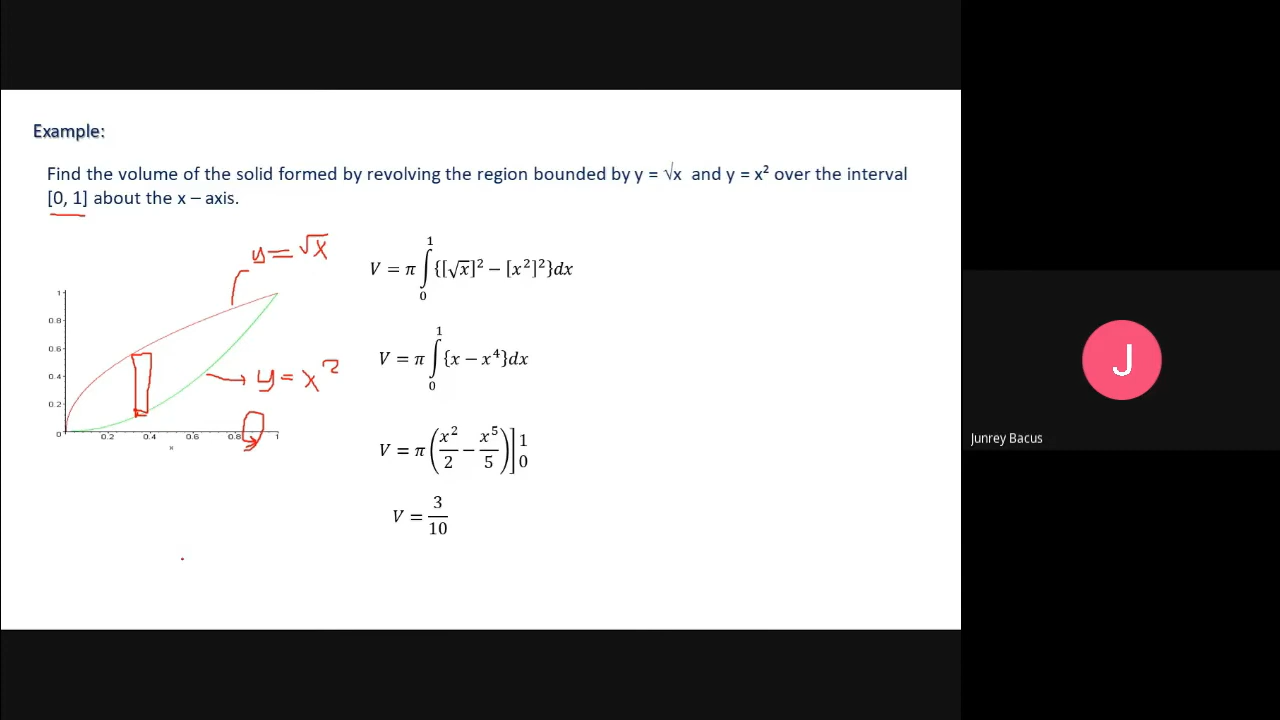 Example:
Find the volume of the solid formed by revolving the region bounded by y = √x and y = x² over the interval
[0, 1] about the x – axis.
y = √x
V = π ∫₀¹ {[√x]² − [x²]²}dx
1
0.8
0.6
0.4
0.2
0
0.2
0.4
0.6
0.8
1
x
y = x²
V = π ∫₀¹ {x − x⁴}dx
V = π (x²/2 − x⁵/5)] 1 0
V = 3/10
J
Junrey Bacus